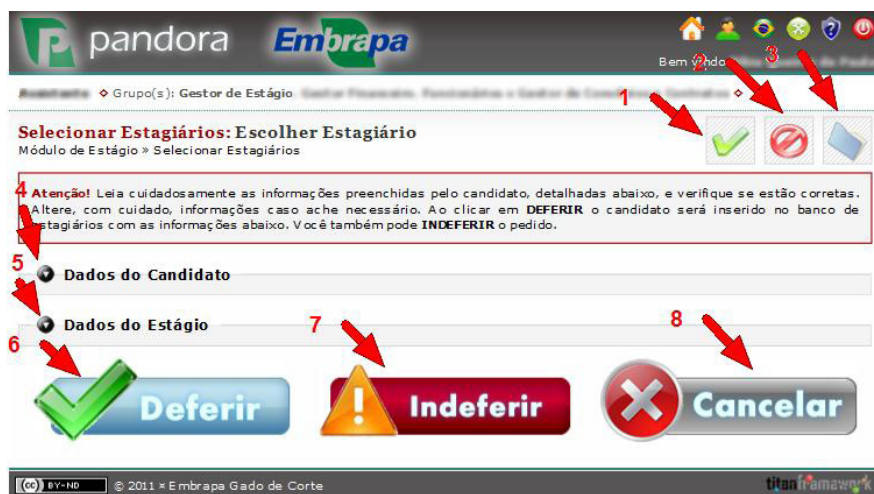 pandora Embrapa
Bem vindo
2 3
Grupo(s): Gestor de Estágio
1
Selecionar Estagiários: Escolher Estagiário
Módulo de Estágio » Selecionar Estagiários
4
Atenção! Leia cuidadosamente as informações preenchidas pelo candidato, detalhadas abaixo, e verifique se estão corretas.
Altere, com cuidado, informações caso ache necessário. Ao clicar em DEFERIR o candidato será inserido no banco de
estagiários com as informações abaixo. Você também pode INDEFERIR o pedido.
5
Dados do Candidato
Dados do Estágio
6 7 8
Deferir Indeferir Cancelar
(cc) BY-ND © 2011 × Embrapa Gado de Corte titanframework